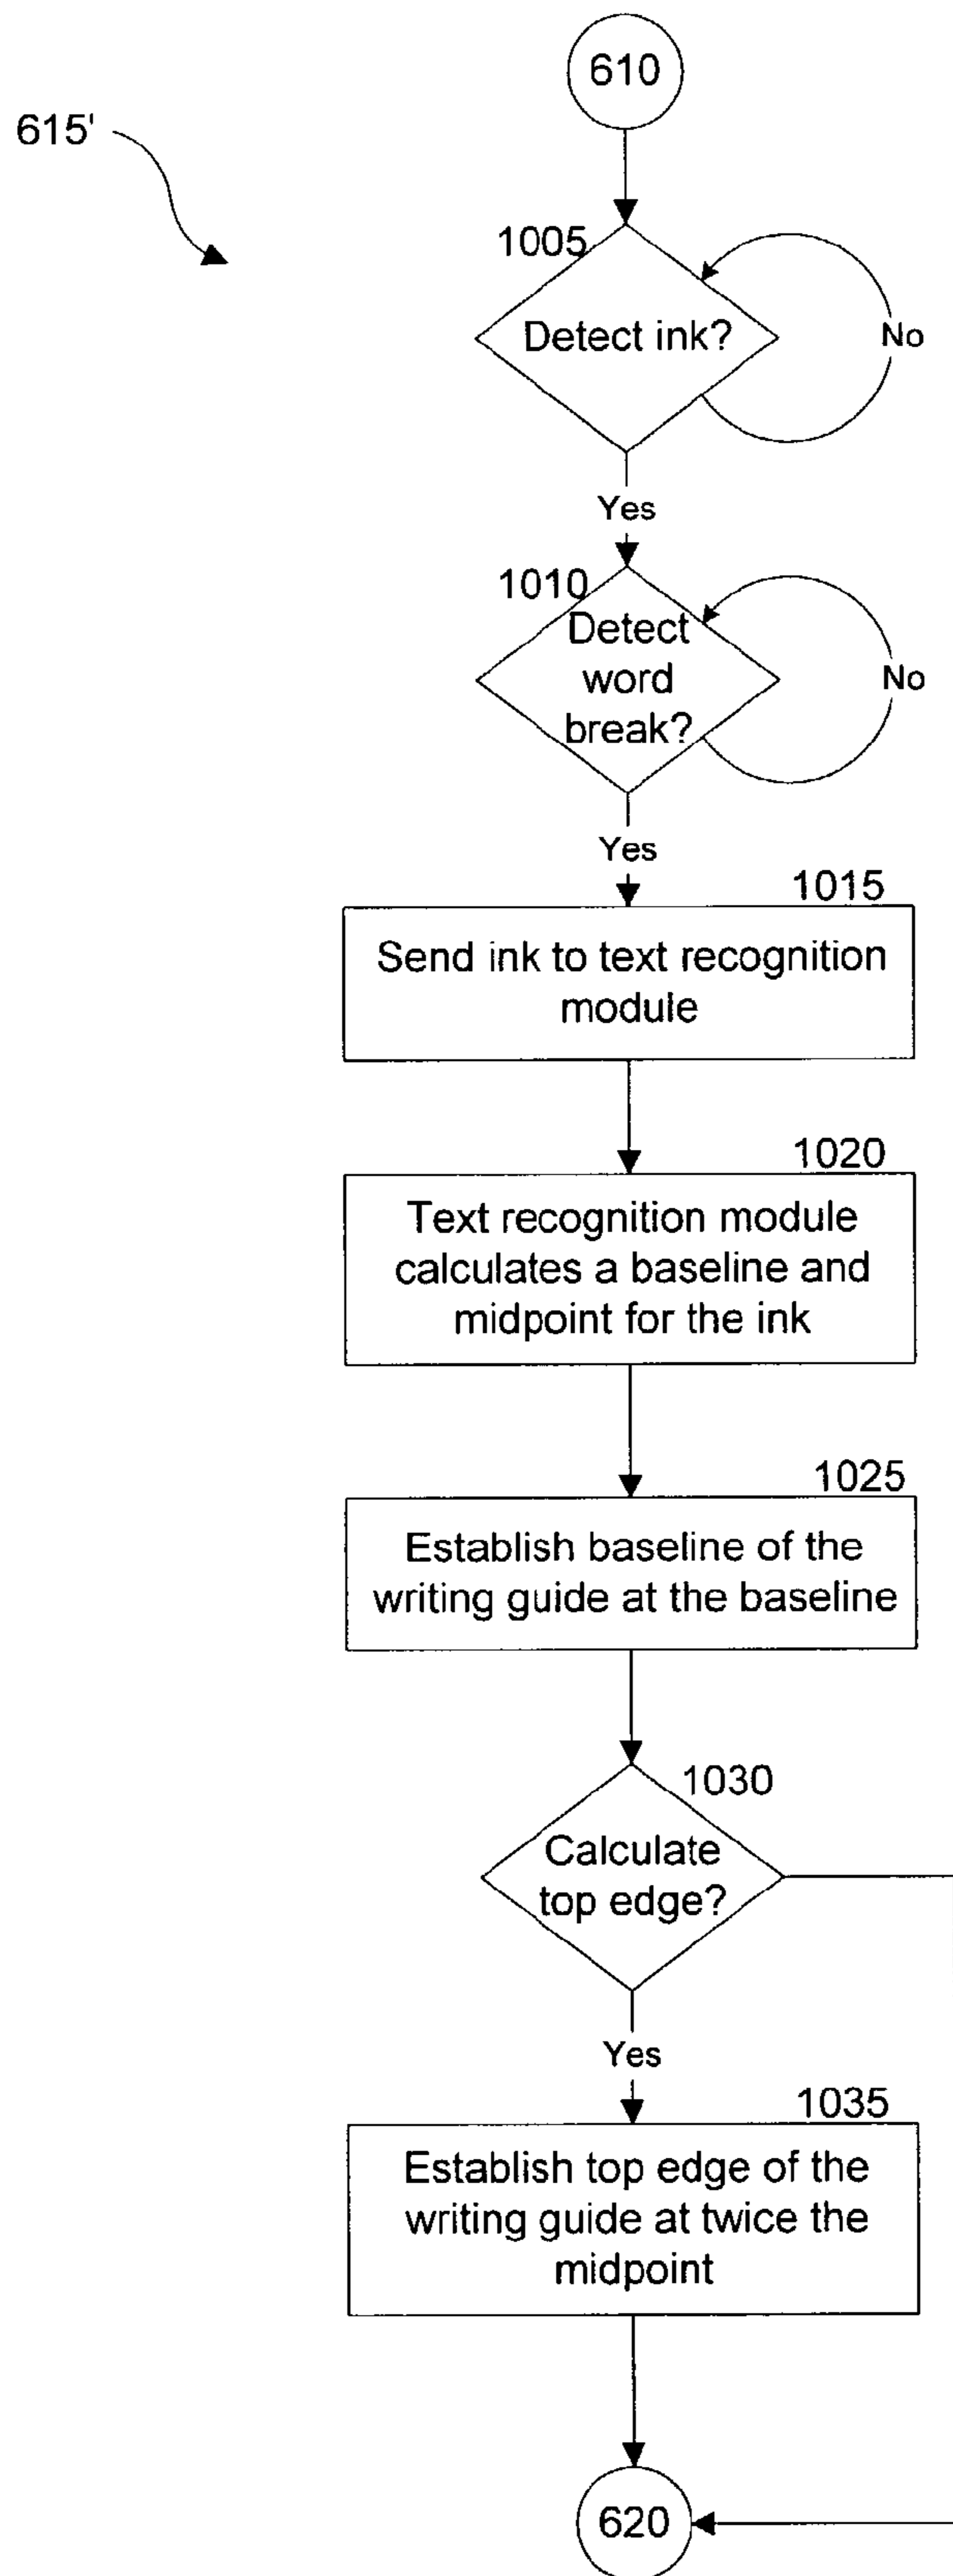 610
615'
1005
Detect ink?
No
Yes
1010
Detect
word
break?
No
Yes
1015
Send ink to text recognition
module
1020
Text recognition module
calculates a baseline and
midpoint for the ink
1025
Establish baseline of the
writing guide at the baseline
1030
Calculate
top edge?
Yes
1035
Establish top edge of the
writing guide at twice the
midpoint
620